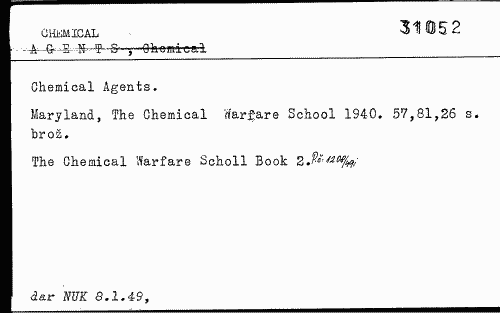 31052
CHEMICAL
A G E N T S , Chemical
Chemical Agents.
Maryland, The Chemical Warfare School 1940. 57,81,26 s.
brož.
The Chemical Warfare Scholl Book 2.
dar NUK 8.1.49,